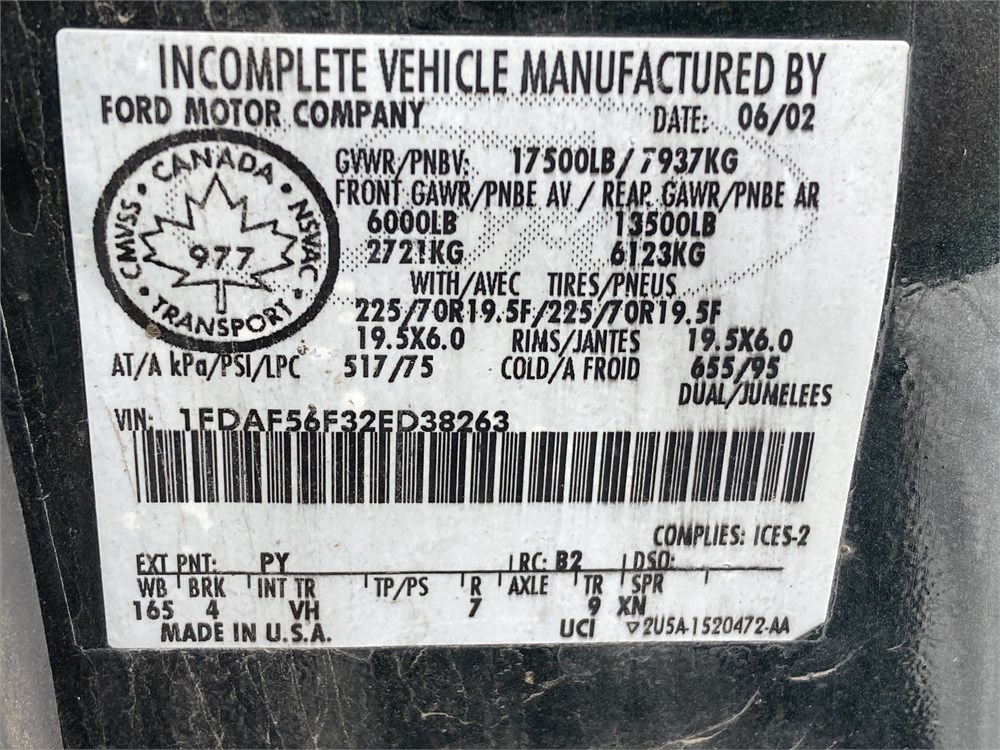 INCOMPLETE VEHICLE MANUFACTURED BY
FORD MOTOR COMPANY DATE: 06/02
CANADA
CMVSS • NSVAC
977
TRANSPORT
GVWR/PNBV: 17500LB/7937KG
FRONT GAWR/PNBE AV / REAR GAWR/PNBE AR
6000LB 13500LB
2721KG 6123KG
WITH/AVEC TIRES/PNEUS
225/70R19.5F/225/70R19.5F
19.5X6.0 RIMS/JANTES 19.5X6.0
AT/A kPa/PSI/LPC 517/75 COLD/A FROID 655/95
DUAL/JUMELEES
VIN: 1FDAF56F32ED38263
COMPLIES: ICES-2
EXT PNT: PY RC: B2 DSO:
WB BRK INT TR TP/PS R AXLE TR SPR
165 4 VH 7 9 XN
MADE IN U.S.A. UCI ▽2U5A-1520472-AA